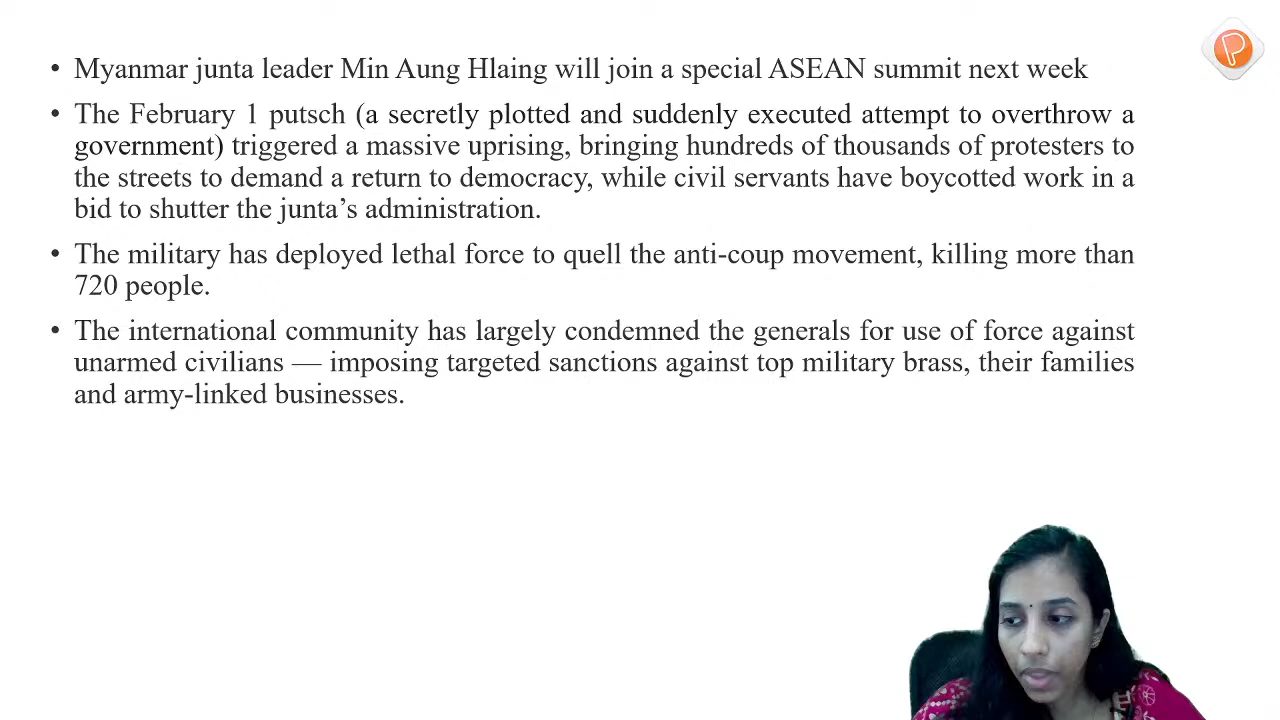 • Myanmar junta leader Min Aung Hlaing will join a special ASEAN summit next week
• The February 1 putsch (a secretly plotted and suddenly executed attempt to overthrow a
government) triggered a massive uprising, bringing hundreds of thousands of protesters to
the streets to demand a return to democracy, while civil servants have boycotted work in a
bid to shutter the junta’s administration.
• The military has deployed lethal force to quell the anti-coup movement, killing more than
720 people.
• The international community has largely condemned the generals for use of force against
unarmed civilians — imposing targeted sanctions against top military brass, their families
and army-linked businesses.